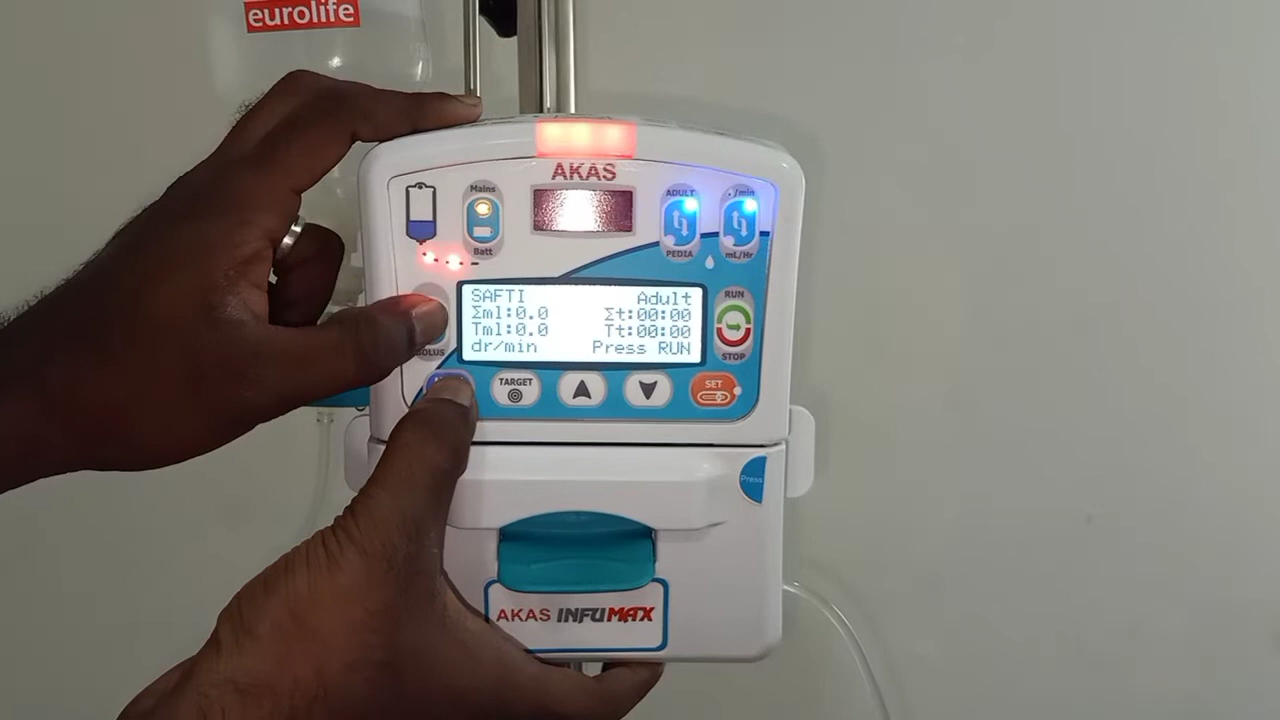 eurolife
AKAS
Mains
Batt
ADULT
PEDIA
/min
mL/Hr
SAFTI Adult
Σml:0.0 Σt:00:00
Tml:0.0 Tt:00:00
dr/min Press RUN
RUN
STOP
TARGET
SET
Press
AKAS INFUMAX